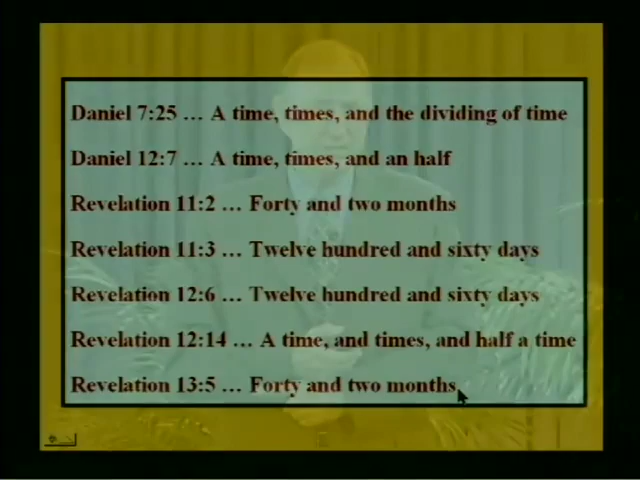 Daniel 7:25 ... A time, times, and the dividing of time
Daniel 12:7 ... A time, times, and an half
Revelation 11:2 ... Forty and two months
Revelation 11:3 ... Twelve hundred and sixty days
Revelation 12:6 ... Twelve hundred and sixty days
Revelation 12:14 ... A time, and times, and half a time
Revelation 13:5 ... Forty and two months